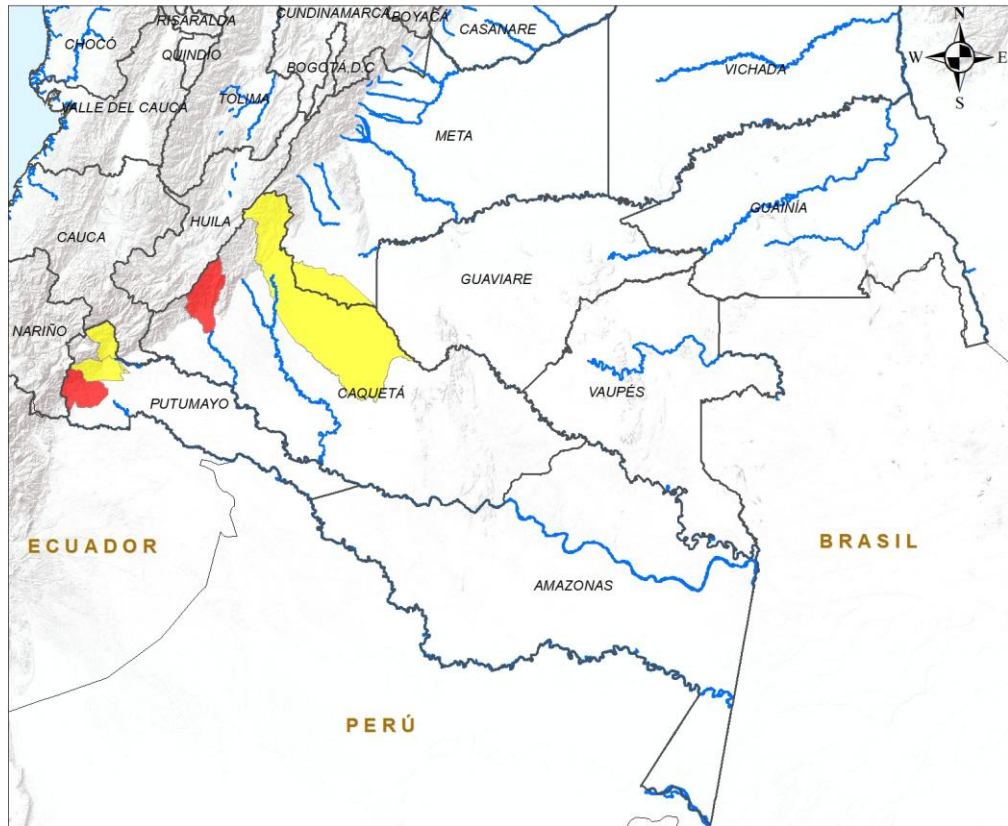 CUNDINAMARCA
BOYACÁ
RISARALDA
CASANARE
N
CHOCÓ
QUINDÍO
BOGOTÁ D.C
W
E
VICHADA
S
TOLIMA
VALLE DEL CAUCA
META
HUILA
GUAINÍA
CAUCA
GUAVIARE
NARIÑO
CAQUETÁ
VAUPÉS
PUTUMAYO
ECUADOR
BRASIL
AMAZONAS
PERÚ